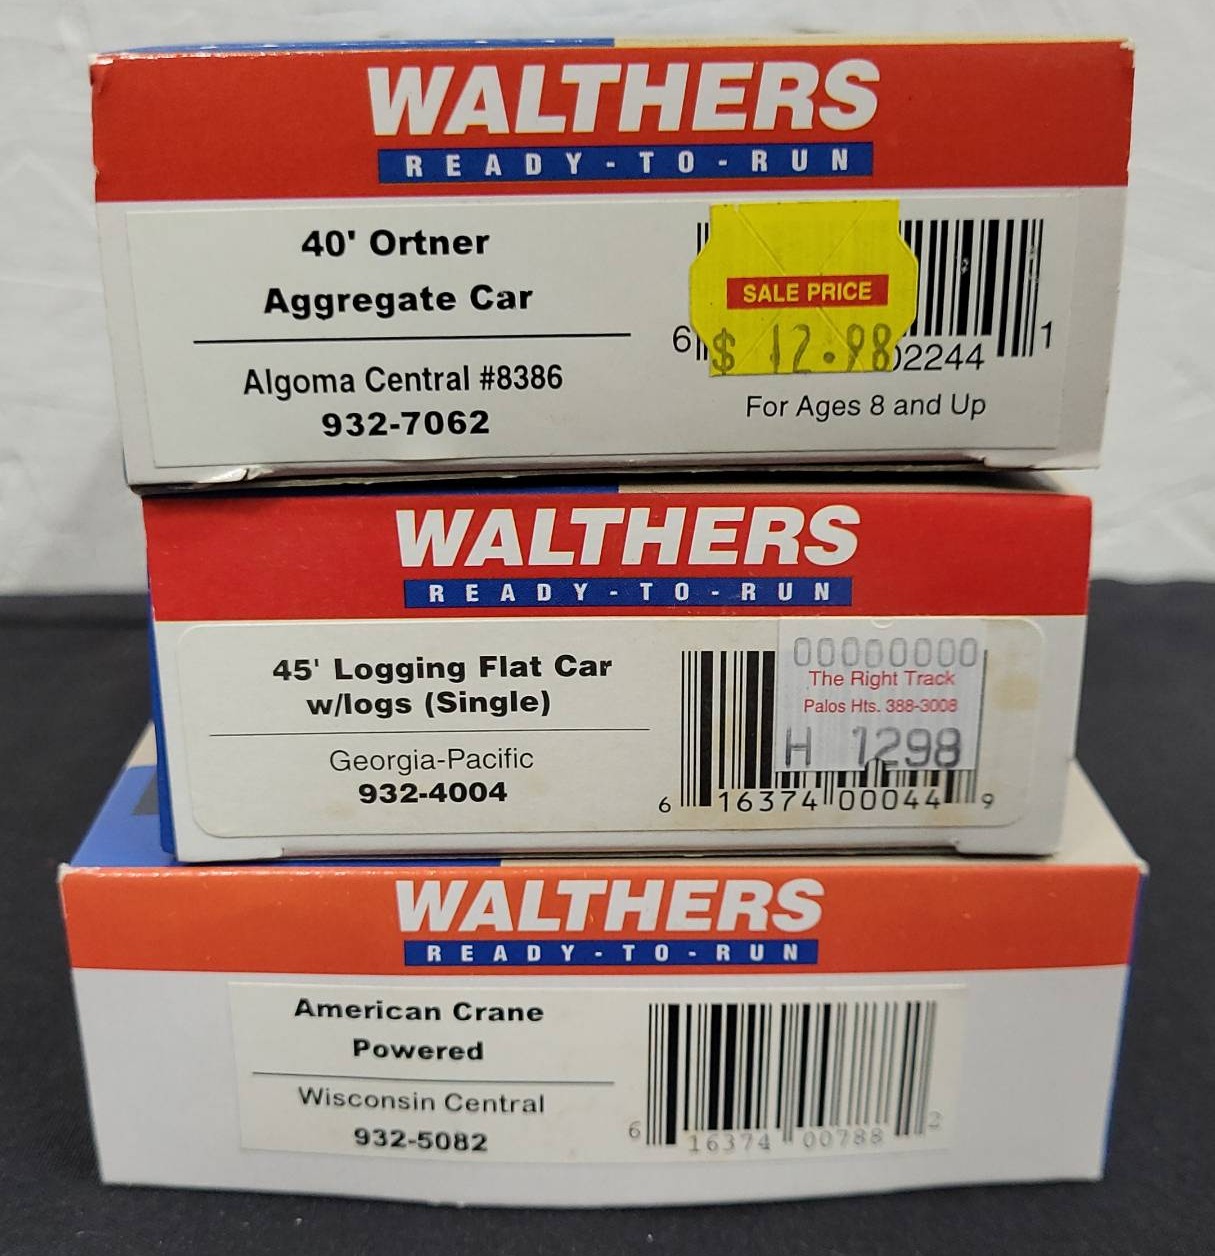 WALTHERS
READY-TO-RUN
40' Ortner
Aggregate Car
Algoma Central #8386
932-7062
SALE PRICE
$ 12.98
6 02244 1
For Ages 8 and Up
WALTHERS
READY-TO-RUN
45' Logging Flat Car
w/logs (Single)
Georgia-Pacific
932-4004
00000000
The Right Track
Palos Hts. 388-3008
H 1298
6 16374 00044 9
WALTHERS
READY-TO-RUN
American Crane
Powered
Wisconsin Central
932-5082
6 16374 00788 2